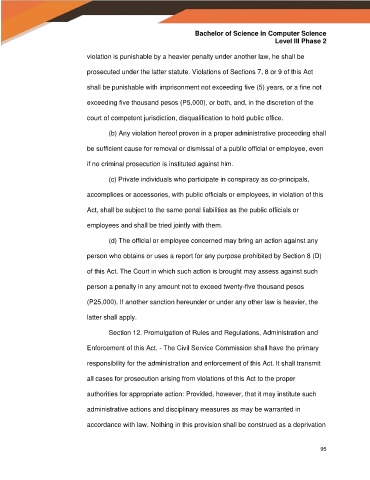 Bachelor of Science in Computer Science
Level III Phase 2
violation is punishable by a heavier penalty under another law, he shall be
prosecuted under the latter statute. Violations of Sections 7, 8 or 9 of this Act
shall be punishable with imprisonment not exceeding five (5) years, or a fine not
exceeding five thousand pesos (P5,000), or both, and, in the discretion of the
court of competent jurisdiction, disqualification to hold public office.
(b) Any violation hereof proven in a proper administrative proceeding shall
be sufficient cause for removal or dismissal of a public official or employee, even
if no criminal prosecution is instituted against him.
(c) Private individuals who participate in conspiracy as co-principals,
accomplices or accessories, with public officials or employees, in violation of this
Act, shall be subject to the same penal liabilities as the public officials or
employees and shall be tried jointly with them.
(d) The official or employee concerned may bring an action against any
person who obtains or uses a report for any purpose prohibited by Section 8 (D)
of this Act. The Court in which such action is brought may assess against such
person a penalty in any amount not to exceed twenty-five thousand pesos
(P25,000). If another sanction hereunder or under any other law is heavier, the
latter shall apply.
Section 12. Promulgation of Rules and Regulations, Administration and
Enforcement of this Act. - The Civil Service Commission shall have the primary
responsibility for the administration and enforcement of this Act. It shall transmit
all cases for prosecution arising from violations of this Act to the proper
authorities for appropriate action: Provided, however, that it may institute such
administrative actions and disciplinary measures as may be warranted in
accordance with law. Nothing in this provision shall be construed as a deprivation
95